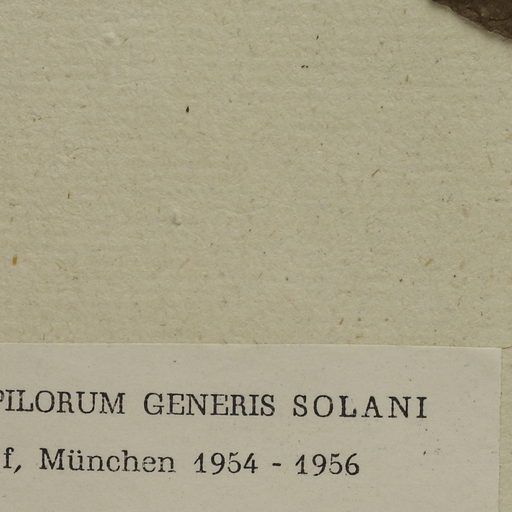 PILORUM GENERIS SOLANI
f, München 1954 - 1956